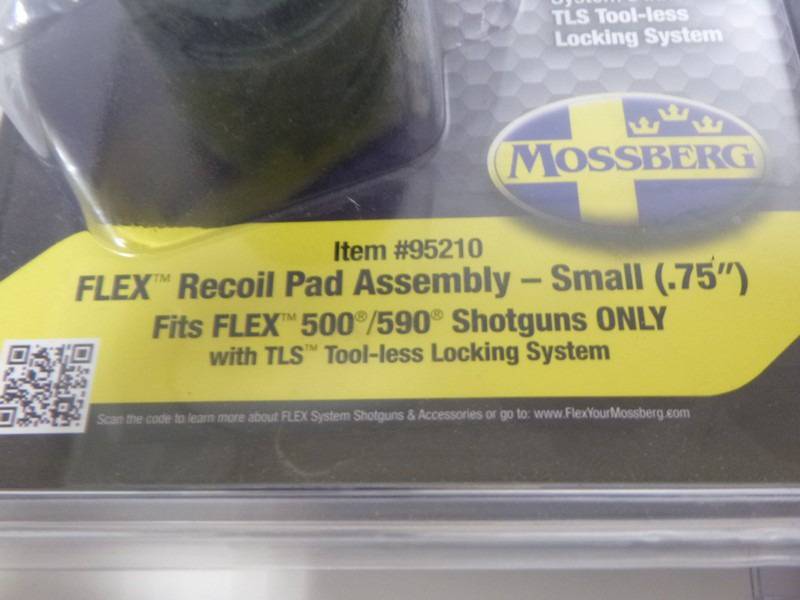 TLS Tool-less
Locking System
MOSSBERG
Item #95210
FLEX™ Recoil Pad Assembly – Small (.75”)
Fits FLEX™ 500®/590® Shotguns ONLY
with TLS™ Tool-less Locking System
Scan the code to learn more about FLEX System Shotguns & Accessories or go to: www.FlexYourMossberg.com